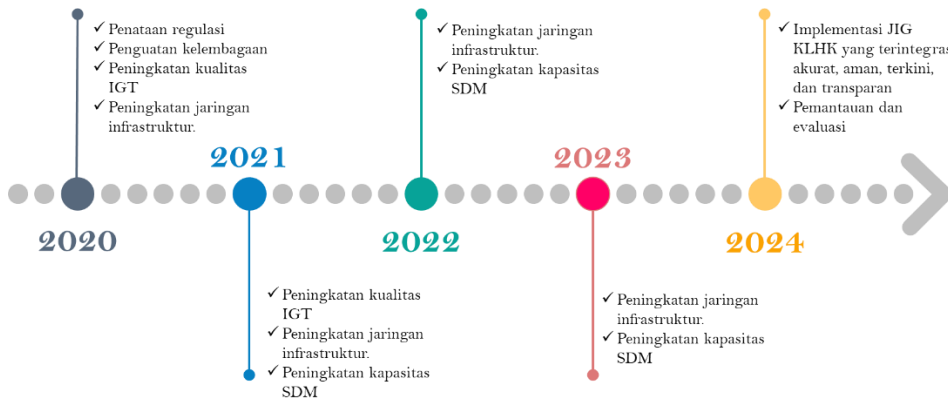 ✓ Penataan regulasi
✓ Penguatan kelembagaan
✓ Peningkatan kualitas
IGT
✓ Peningkatan jaringan
infrastruktur.
2020
2021
✓ Peningkatan kualitas
IGT
✓ Peningkatan jaringan
infrastruktur.
✓ Peningkatan kapasitas
SDM
✓ Peningkatan jaringan
infrastruktur.
✓ Peningkatan kapasitas
SDM
2022
2023
✓ Peningkatan jaringan
infrastruktur.
✓ Peningkatan kapasitas
SDM
✓ Implementasi JIG
KLHK yang terintegras
akurat, aman, terkini,
dan transparan
✓ Pemantauan dan
evaluasi
2024